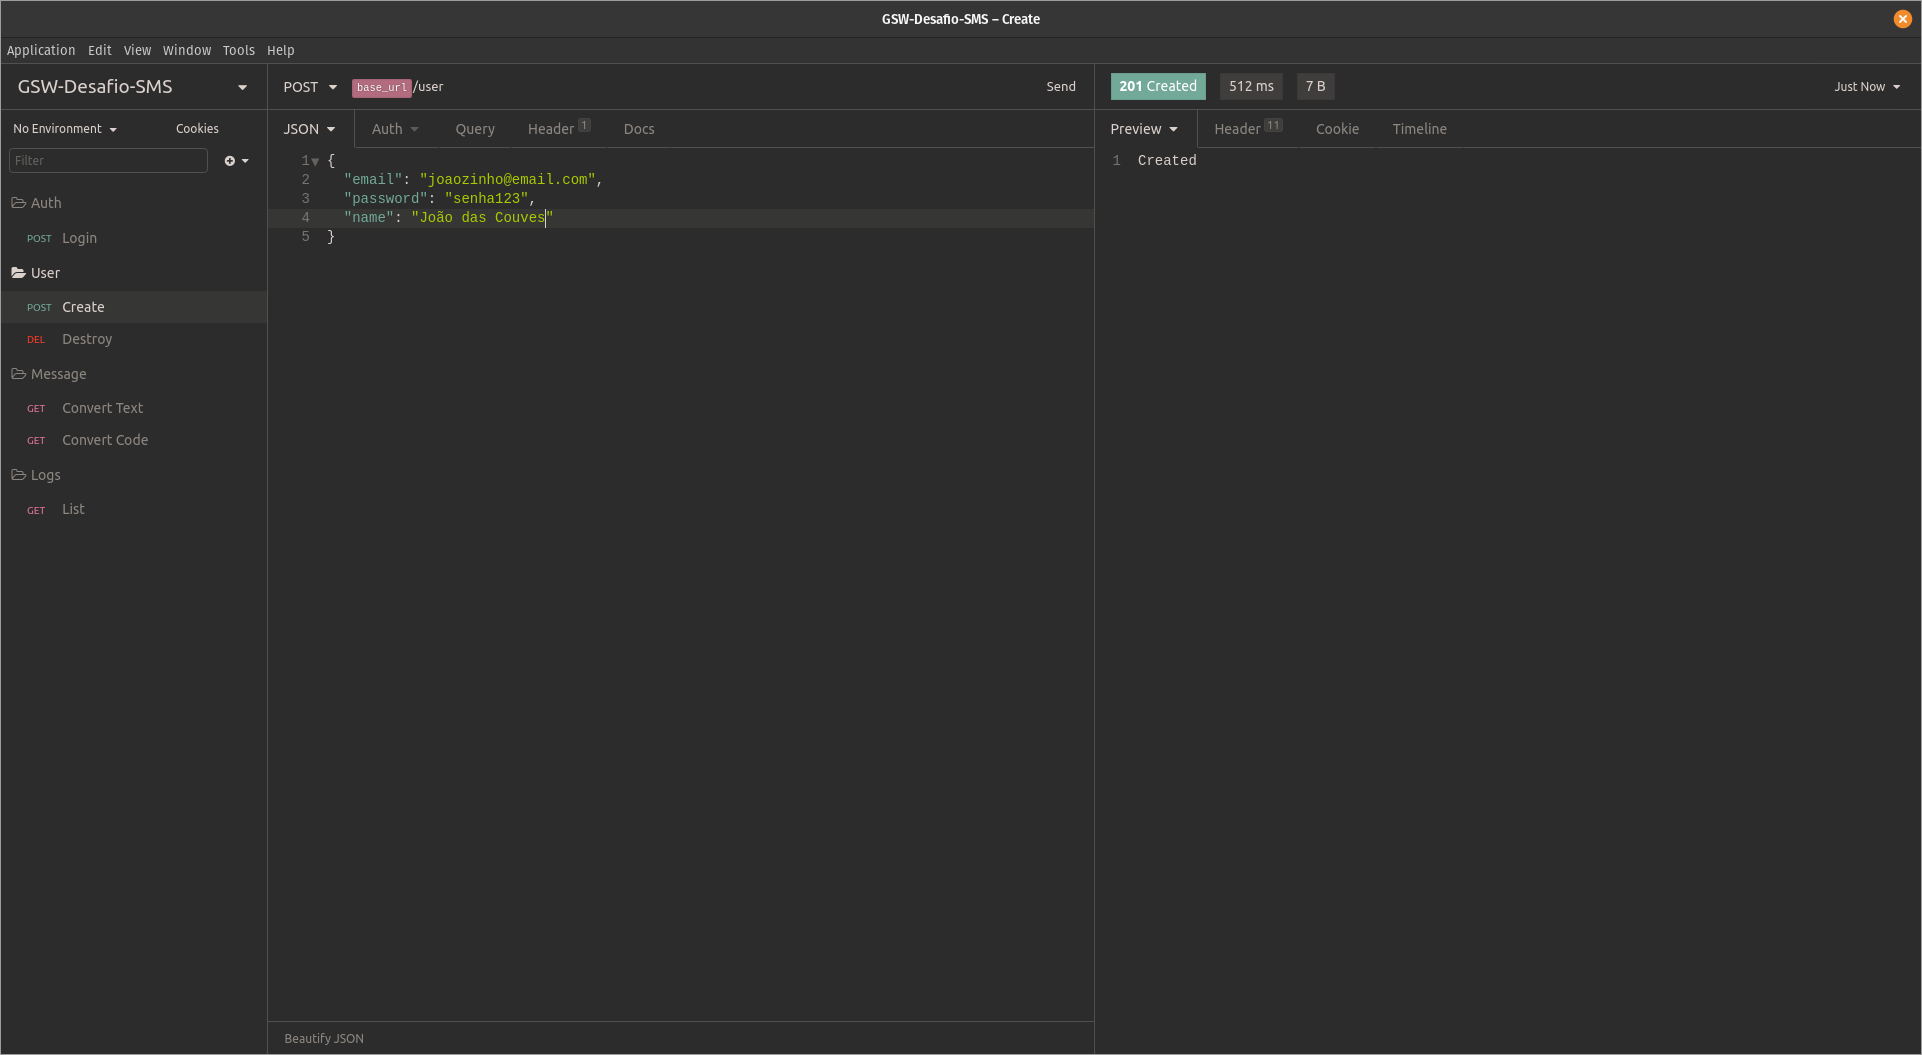 GSW-Desafio-SMS – Create
Application Edit View Window Tools Help
GSW-Desafio-SMS
No Environment Cookies
Filter
Auth
POST Login
User
POST Create
DEL Destroy
Message
GET Convert Text
GET Convert Code
Logs
GET List
POST base_url/user Send
JSON Auth Query Header 1 Docs
1 {
2 "email": "joaozinho@email.com",
3 "password": "senha123",
4 "name": "João das Couves"
5 }
Beautify JSON
201 Created 512 ms 7 B Just Now
Preview Header 11 Cookie Timeline
1 Created